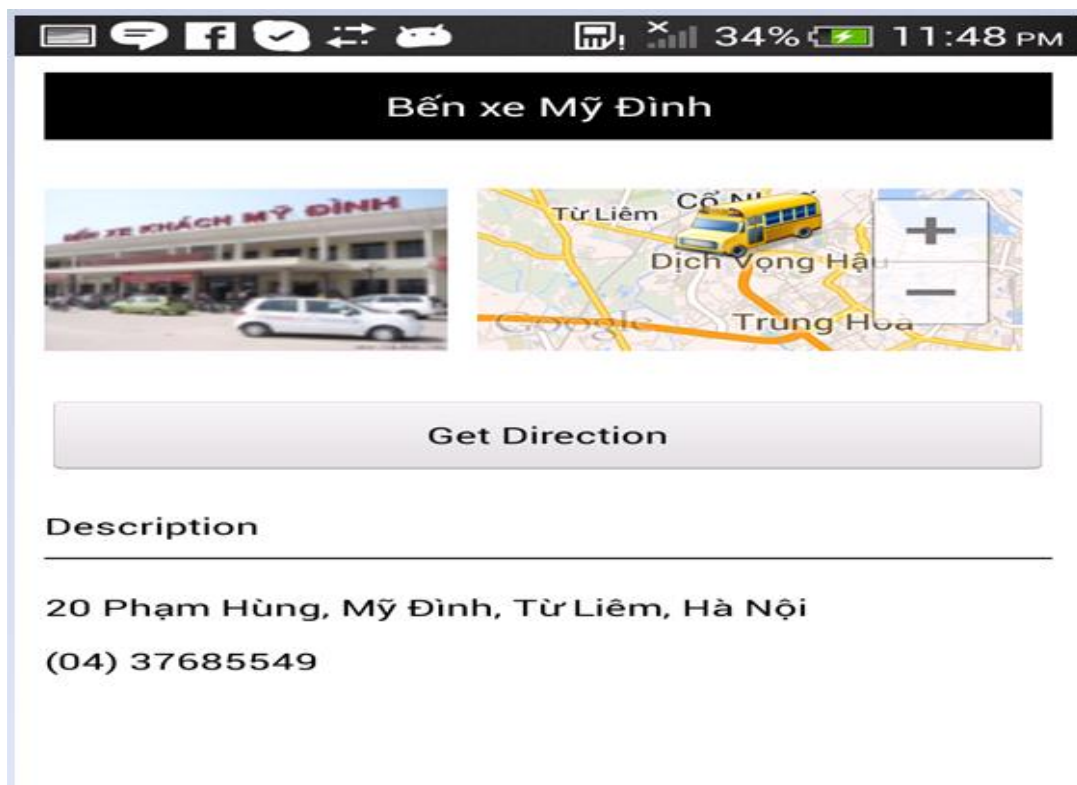 34% 11:48 PM
Bến xe Mỹ Đình
BẾN XE KHÁCH MỸ ĐÌNH
Từ Liêm
Dịch Vọng Hậu
Google
Trung Hoà
+
−
Get Direction
Description
20 Phạm Hùng, Mỹ Đình, Từ Liêm, Hà Nội
(04) 37685549